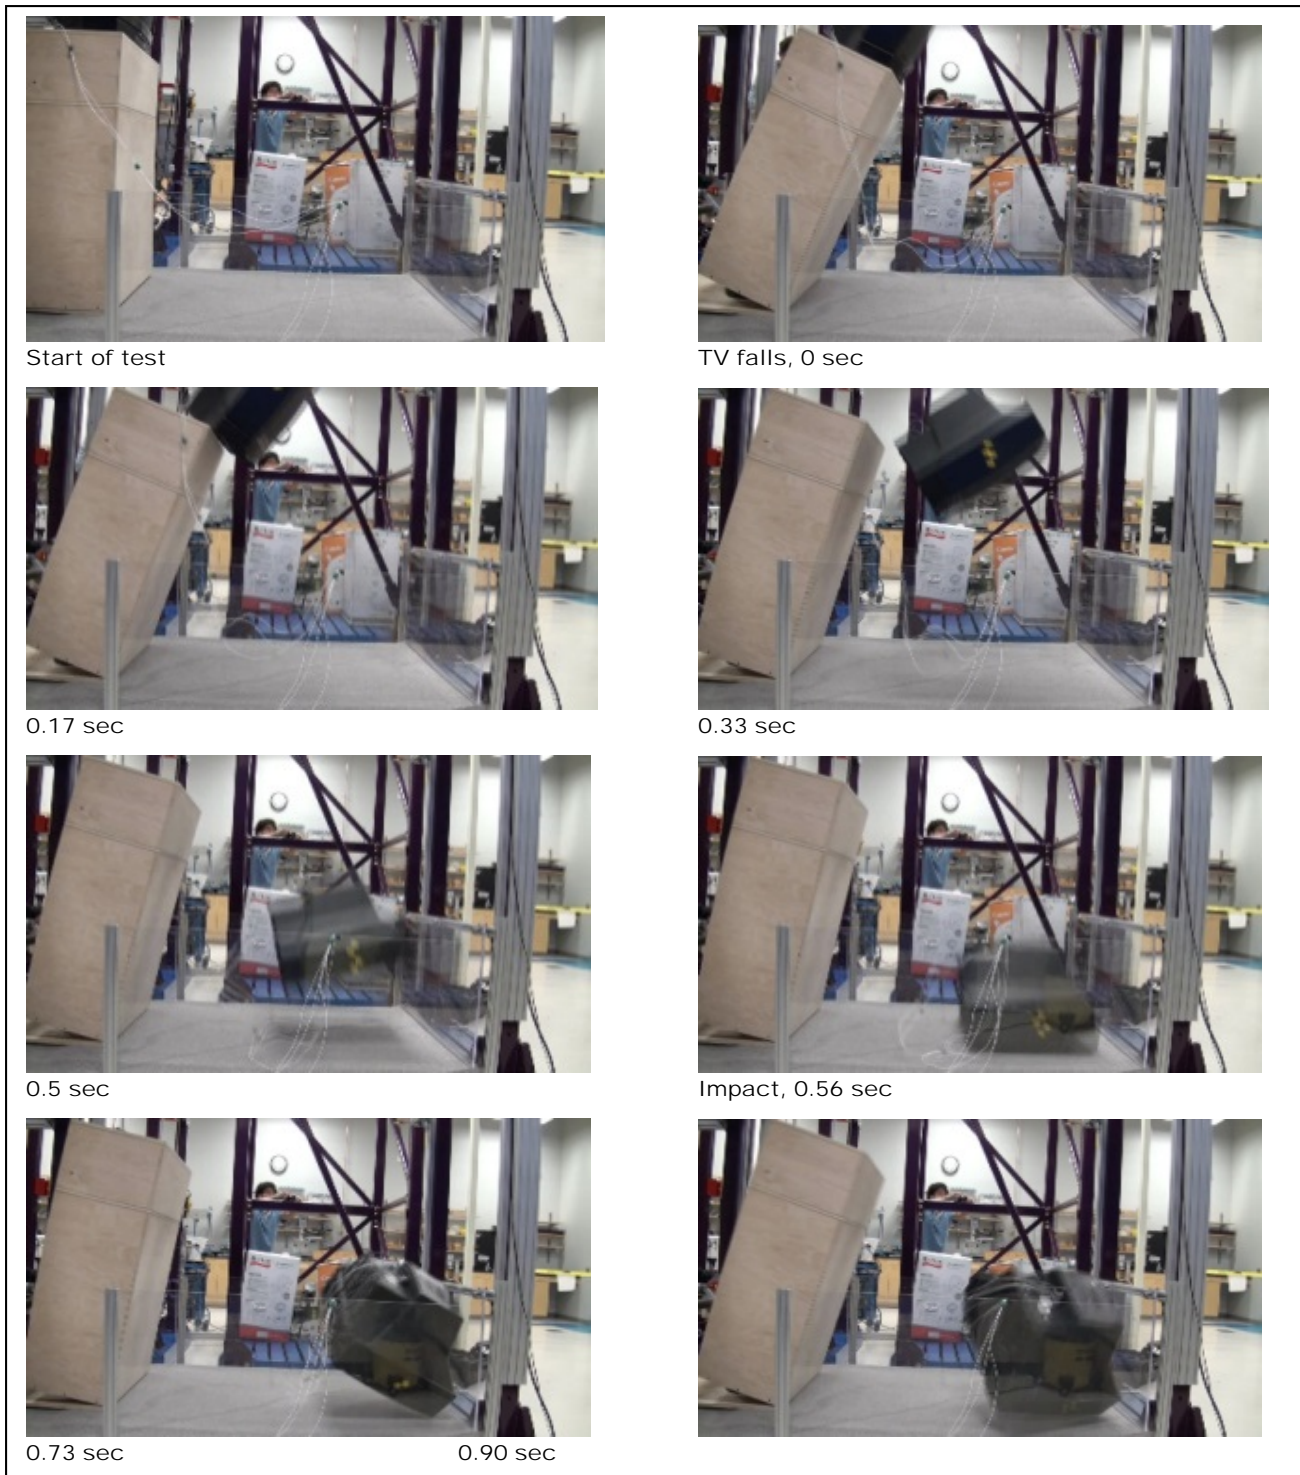 Start of test
TV falls, 0 sec
0.17 sec
0.33 sec
0.5 sec
Impact, 0.56 sec
0.73 sec
0.90 sec